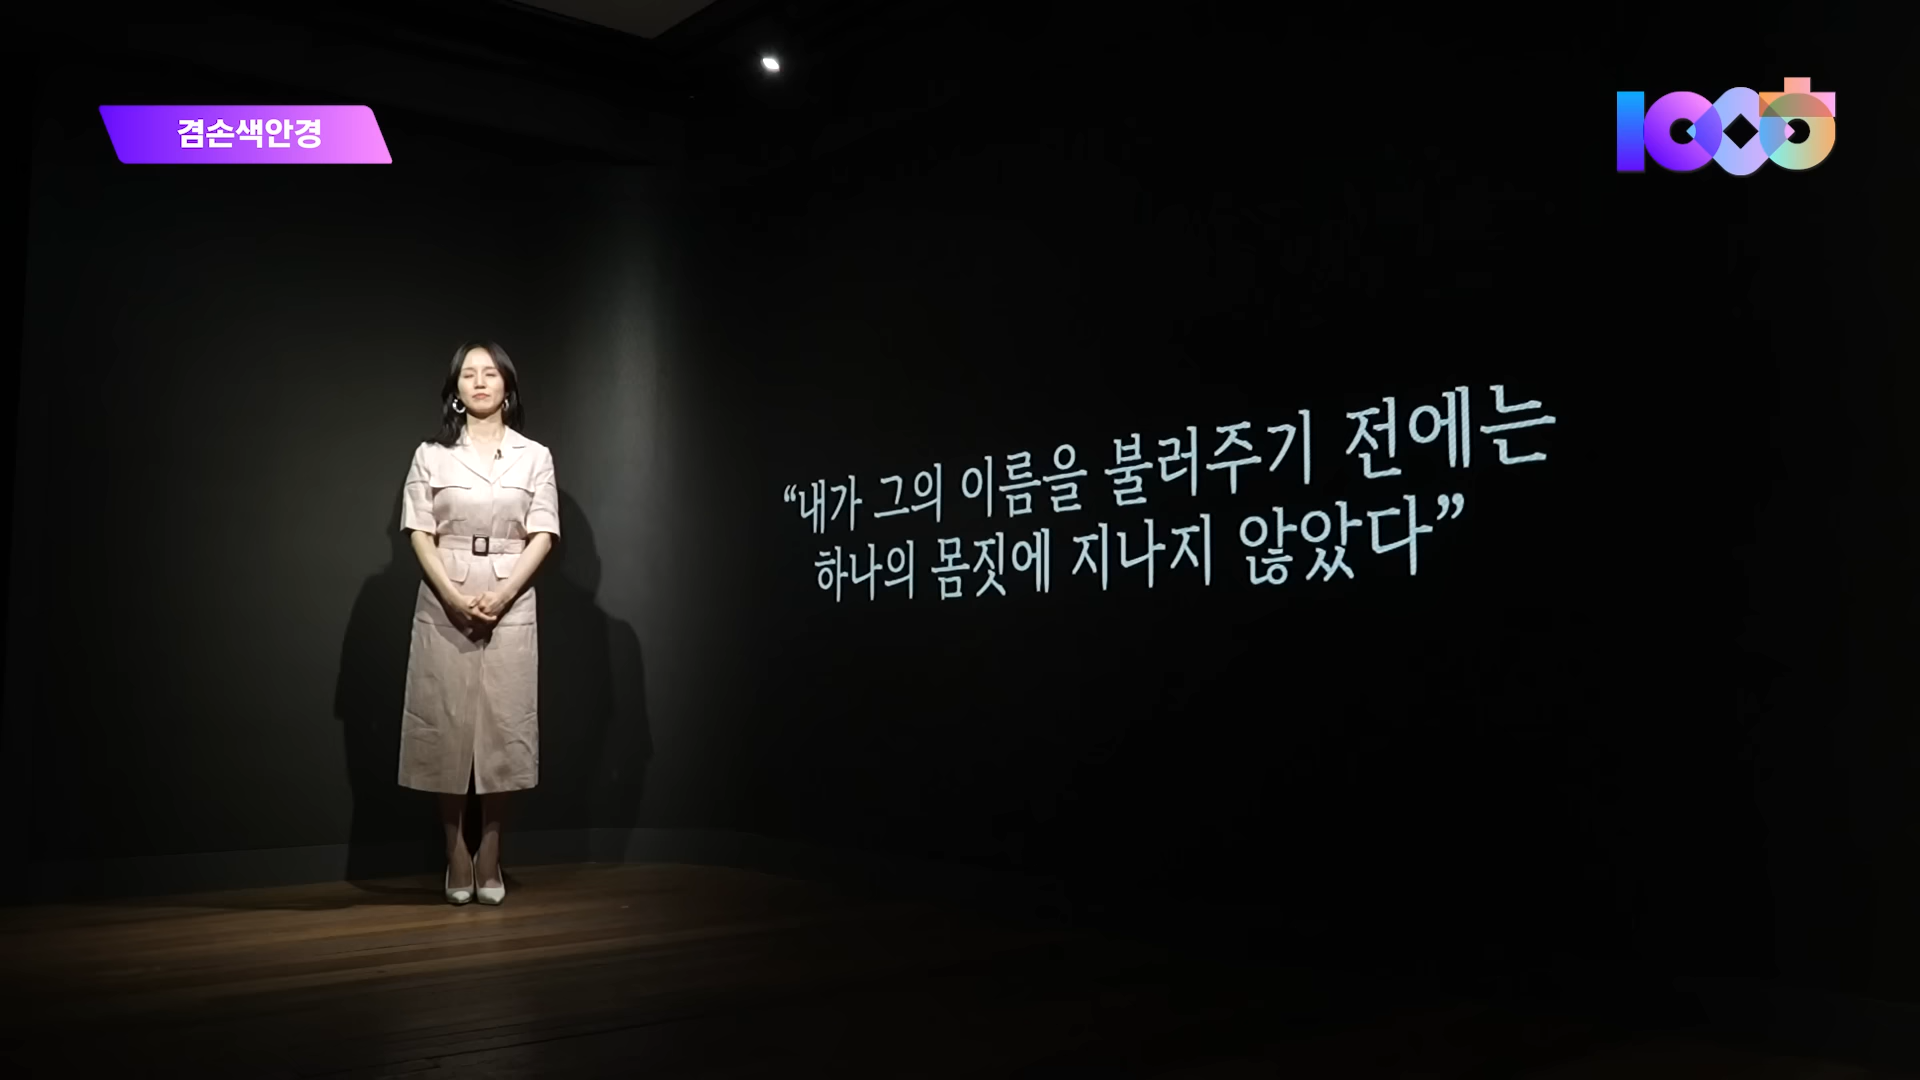 겸손색안경
“내가 그의 이름을 불러주기 전에는
하나의 몸짓에 지나지 않았다”